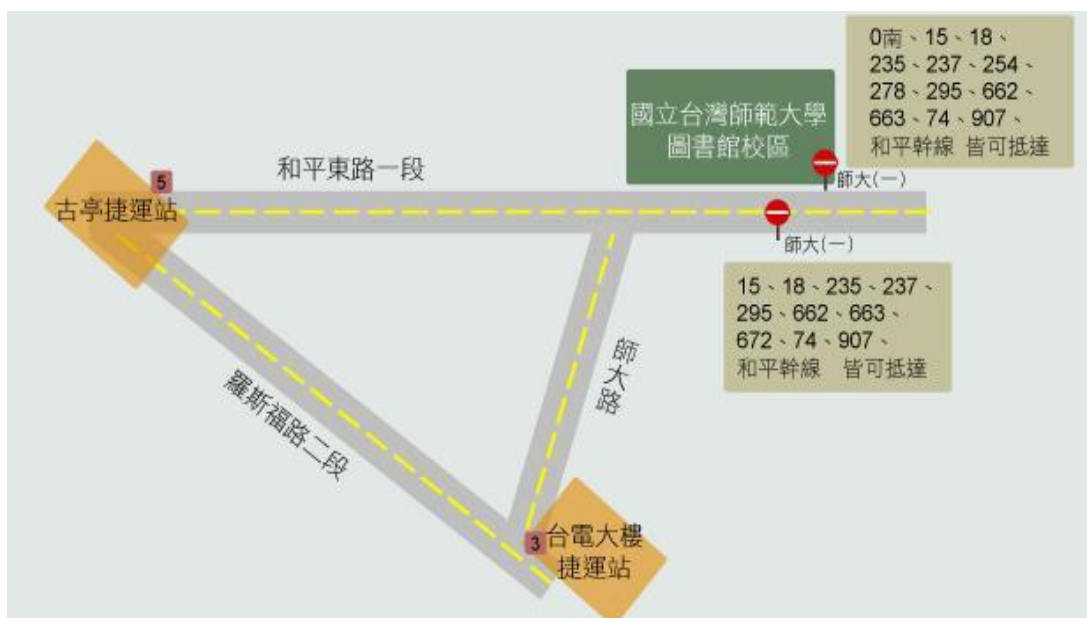 0南、15、18、
235、237、254、
278、295、662、
663、74、907、
和平幹線 皆可抵達
國立台灣師範大學
圖書館校區
和平東路一段
師大(一)
5
古亭捷運站
師大(一)
15、18、235、237、
295、662、663、
672、74、907、
和平幹線 皆可抵達
師大路
羅斯福路二段
3
台電大樓
捷運站